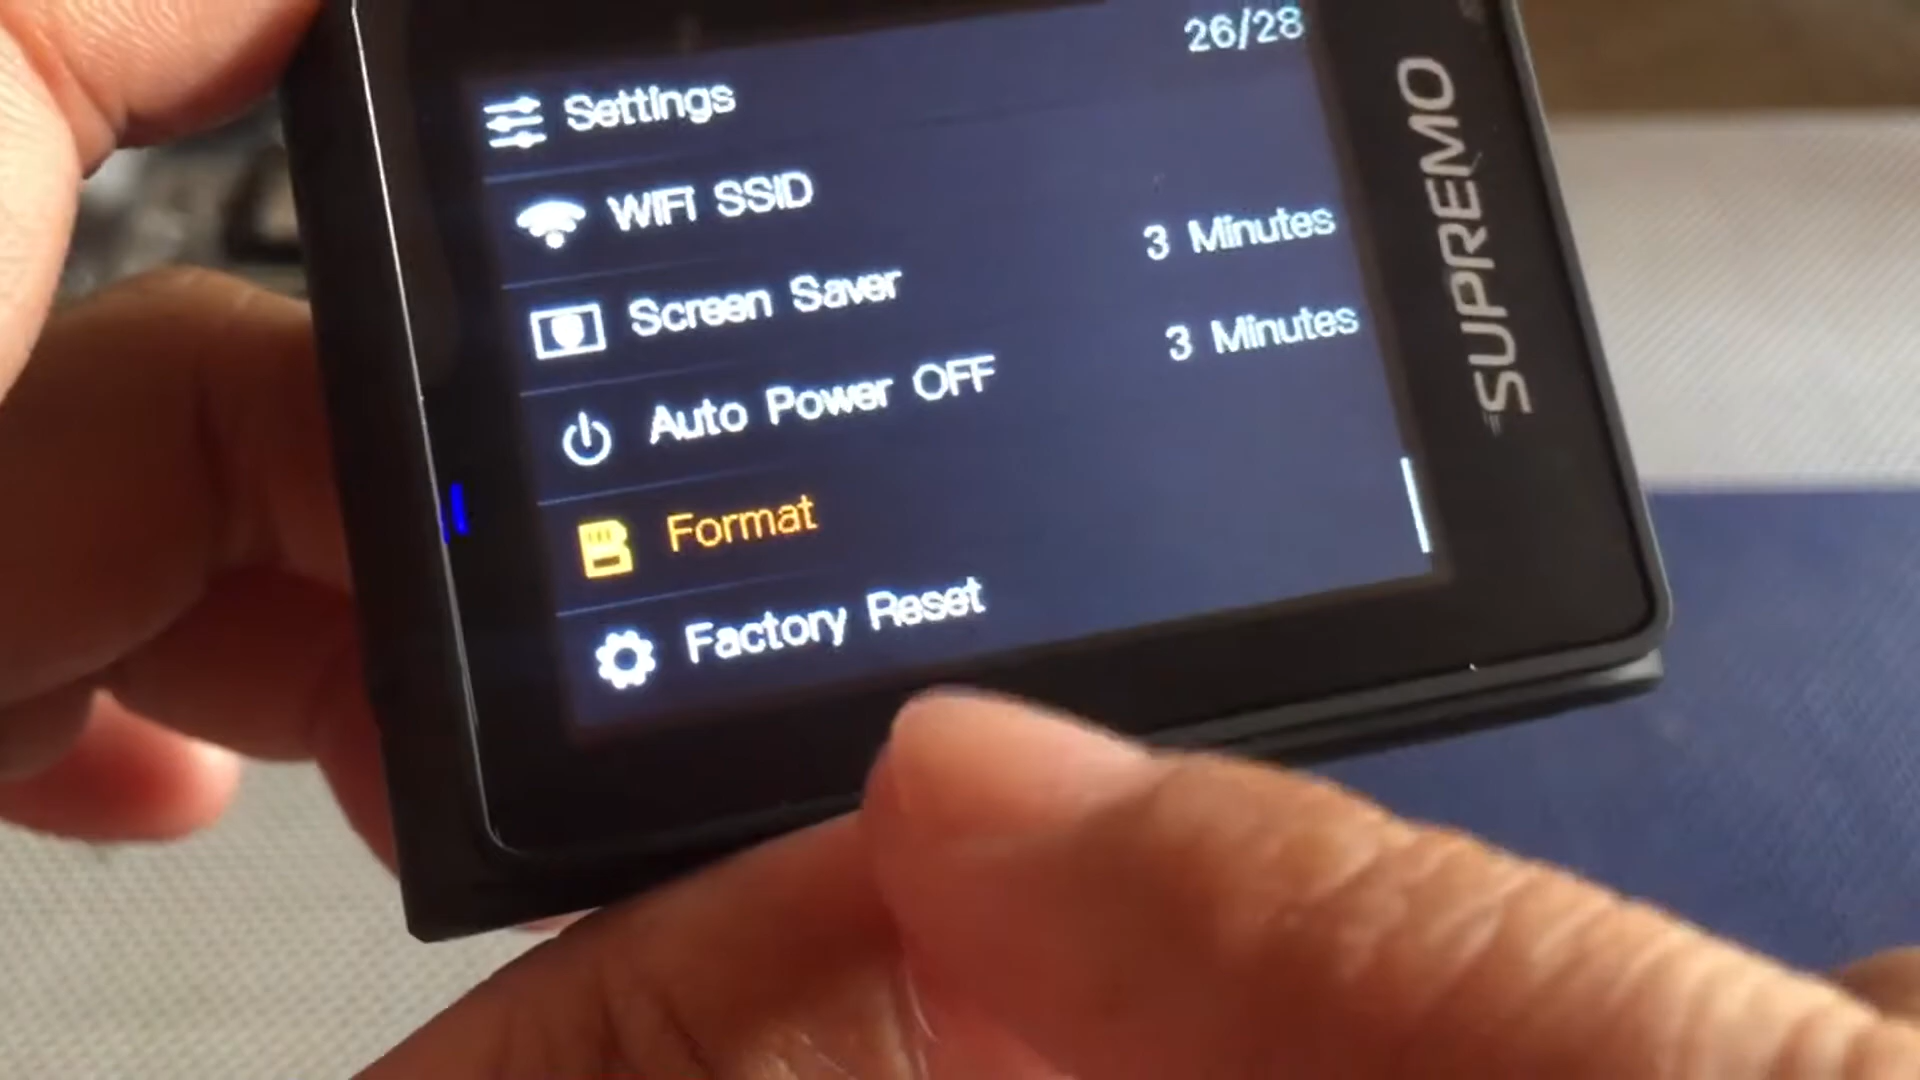 26/28
Settings
WiFi SSID
Screen Saver 3 Minutes
Auto Power OFF 3 Minutes
Format
Factory Reset
SUPREMO